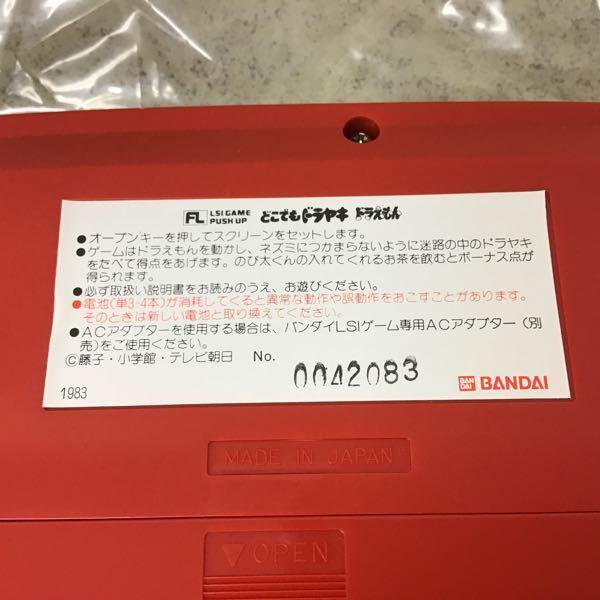 FL LSI GAME PUSH UP どこでもドラヤキ ドラえもん
●オープンキーを押してスクリーンをセットします。
●ゲームはドラえもんを動かし、ネズミにつかまらないように迷路の中のドラヤキ
をたべて得点をあげます。のび太くんの入れてくれるお茶を飲むとボーナス点が
得られます。
●必ず取扱い説明書をお読みのうえ、お遊びください。
●電池(単3·4本)が消耗してくると異常な動作や誤動作をおこすことがあります。
そのときは新しい電池と取り換えてください。
●ACアダプターを使用する場合は、バンダイLSIゲーム専用ACアダプター(別
売)をご使用ください。
©藤子・小学館・テレビ朝日 No. 0042083
1983 BAN DAI BANDAI
MADE IN JAPAN
▽OPEN